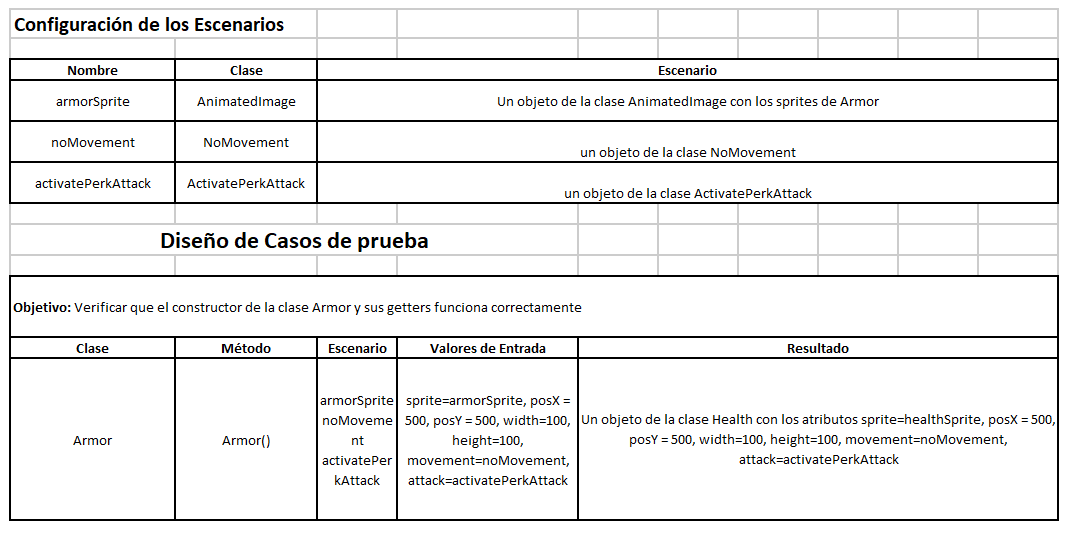 Configuración de los Escenarios
Nombre Clase Escenario
armorSprite AnimatedImage Un objeto de la clase AnimatedImage con los sprites de Armor
noMovement NoMovement un objeto de la clase NoMovement
activatePerkAttack ActivatePerkAttack un objeto de la clase ActivatePerkAttack
Diseño de Casos de prueba
Objetivo: Verificar que el constructor de la clase Armor y sus getters funciona correctamente
Clase Método Escenario Valores de Entrada Resultado
Armor
Armor()
armorSprite
noMoveme
nt
activatePer
kAttack
sprite=armorSprite, posX =
500, posY = 500, width=100,
height=100,
movement=noMovement,
attack=activatePerkAttack
Un objeto de la clase Health con los atributos sprite=healthSprite, posX = 500,
posY = 500, width=100, height=100, movement=noMovement,
attack=activatePerkAttack